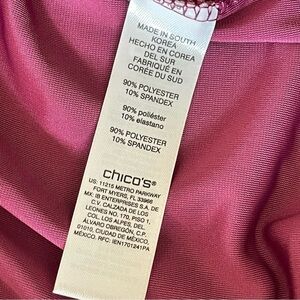 MADE IN SOUTH
KOREA
HECHO EN COREA
DEL SUR
FABRIQUÉ EN
CORÉE DU SUD
90% POLYESTER
10% SPANDEX
90% poliéster
10% elastano
90% POLYESTER
10% SPANDEX
chico's®
US: 11215 METRO PARKWAY
FORT MYERS, FL 33966
MX: IB ENTERPRISES S.A. DE
C.V. CALZADA DE LOS
LEONES NO. 170, PISO 1,
COL. LOS ALPES, DEL.
ÁLVARO OBREGÓN, C.P.
01010, CIUDAD DE MÉXICO,
MÉXICO. RFC: IEN1701241PA